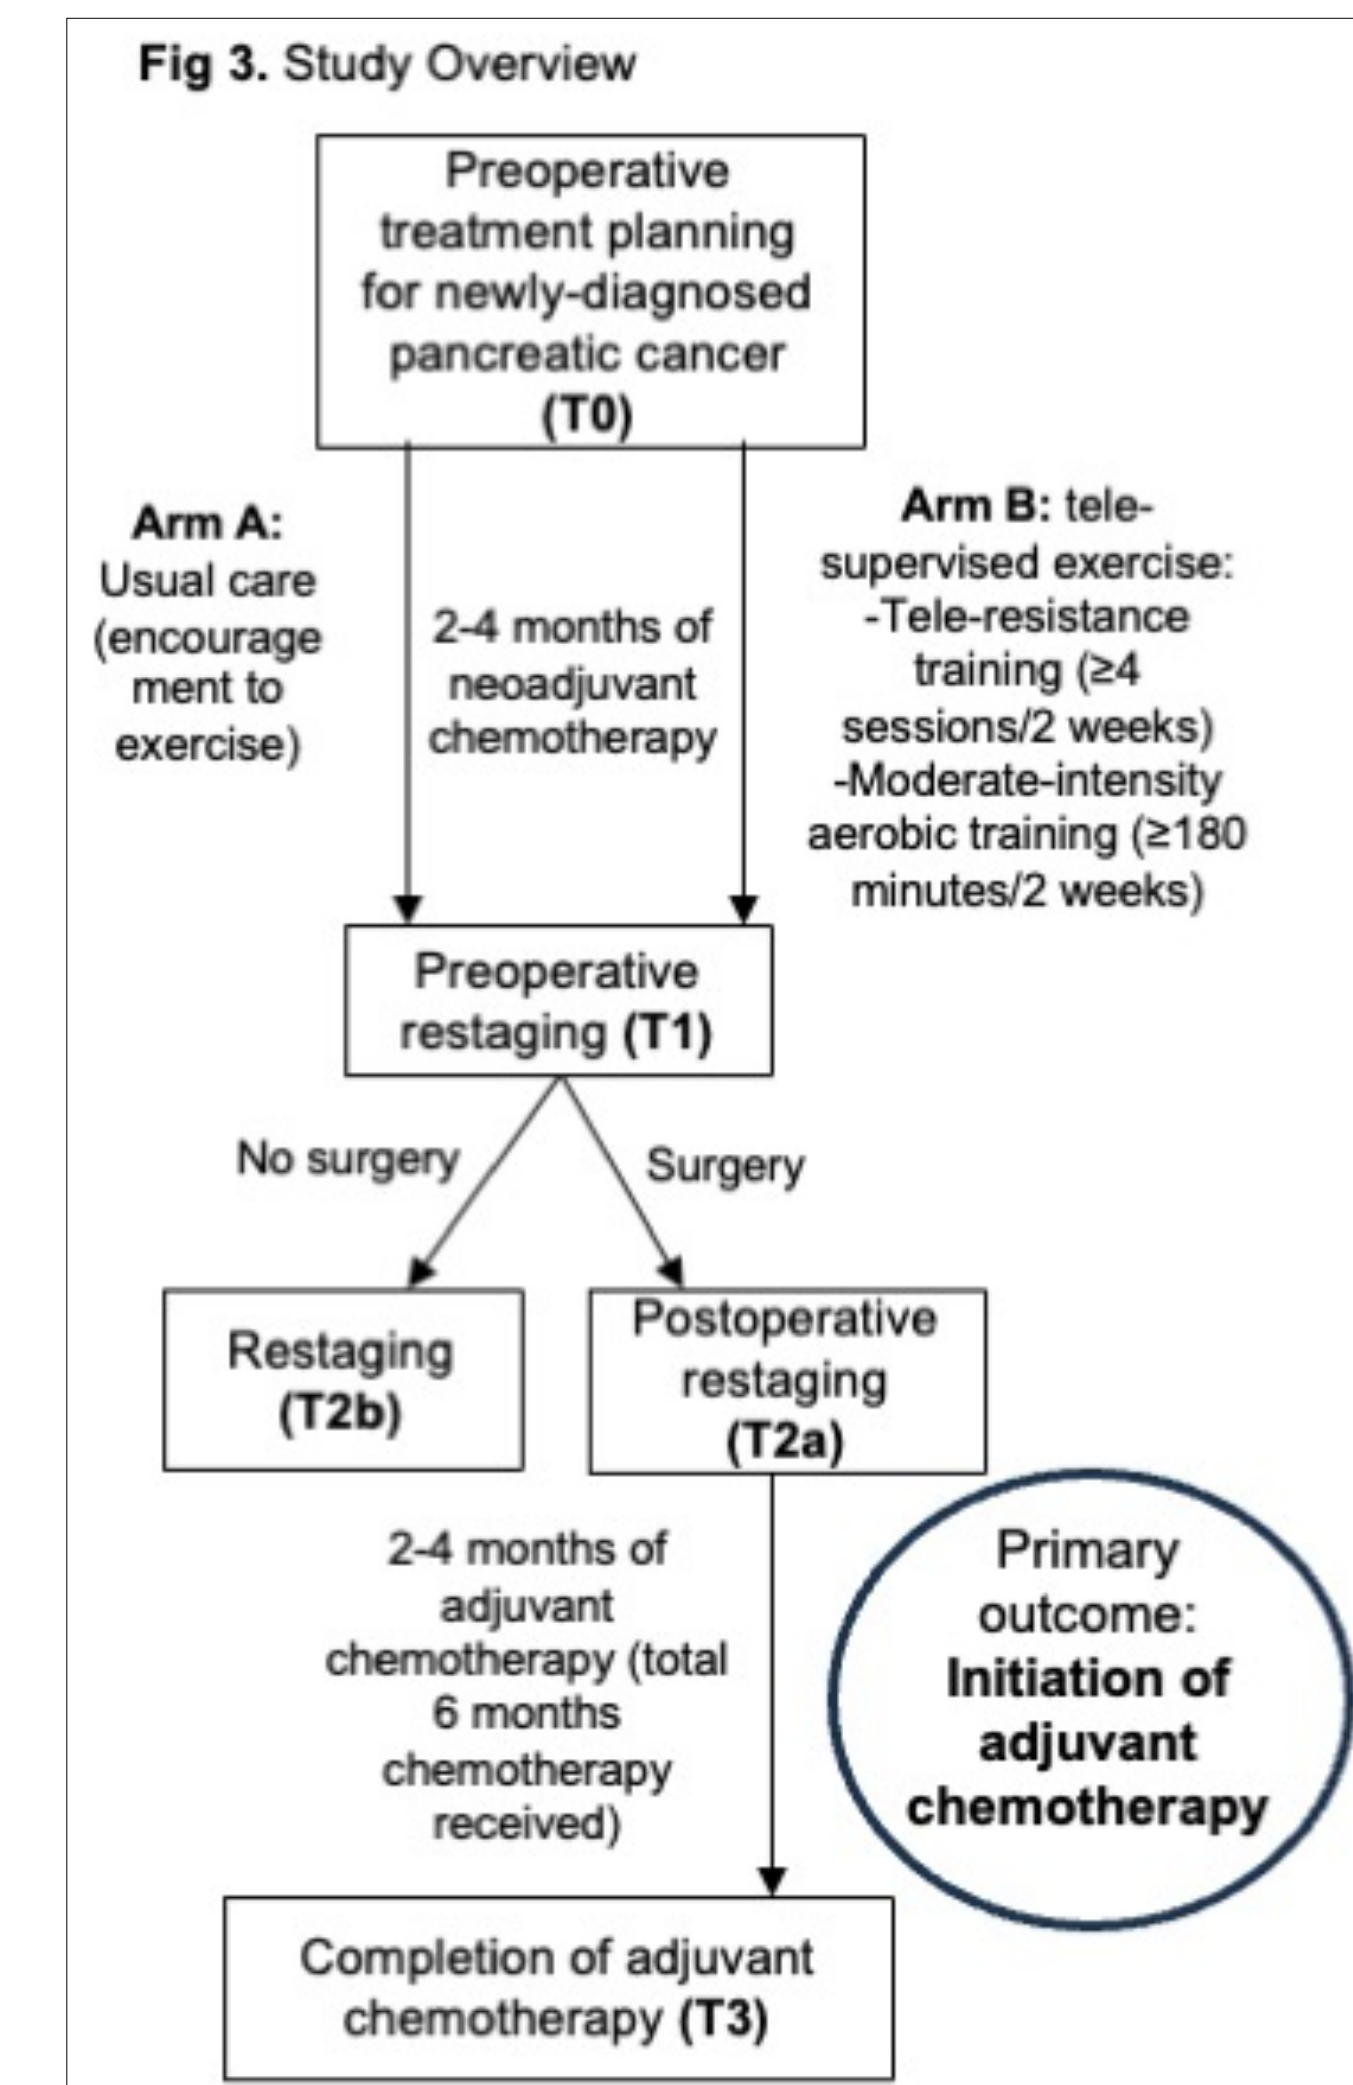 Fig 3. Study Overview
Preoperative
treatment planning
for newly-diagnosed
pancreatic cancer
(T0)
Arm A:
Usual care
(encourage
ment to
exercise)
2-4 months of
neoadjuvant
chemotherapy
Arm B: tele-
supervised exercise:
-Tele-resistance
training (≥4
sessions/2 weeks)
-Moderate-intensity
aerobic training (≥180
minutes/2 weeks)
Preoperative
restaging (T1)
No surgery
Surgery
Restaging
(T2b)
Postoperative
restaging
(T2a)
2-4 months of
adjuvant
chemotherapy (total
6 months
chemotherapy
received)
Primary
outcome:
Initiation of
adjuvant
chemotherapy
Completion of adjuvant
chemotherapy (T3)